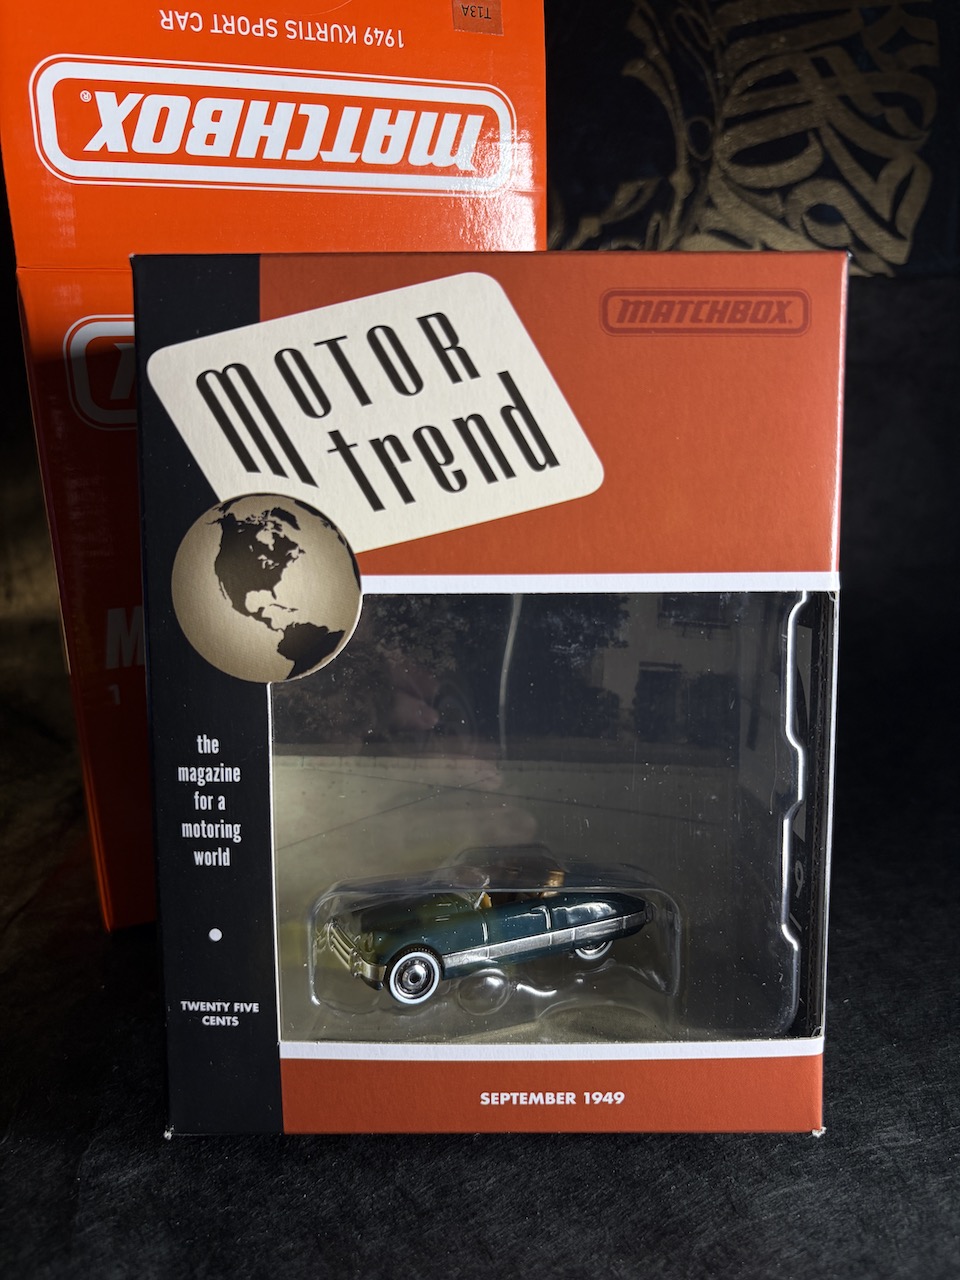 T13A
1949 KURTIS SPORT CAR
MATCHBOX®
MATCHBOX.
MOTOR
trend
the
magazine
for a
motoring
world
TWENTY FIVE
CENTS
SEPTEMBER 1949